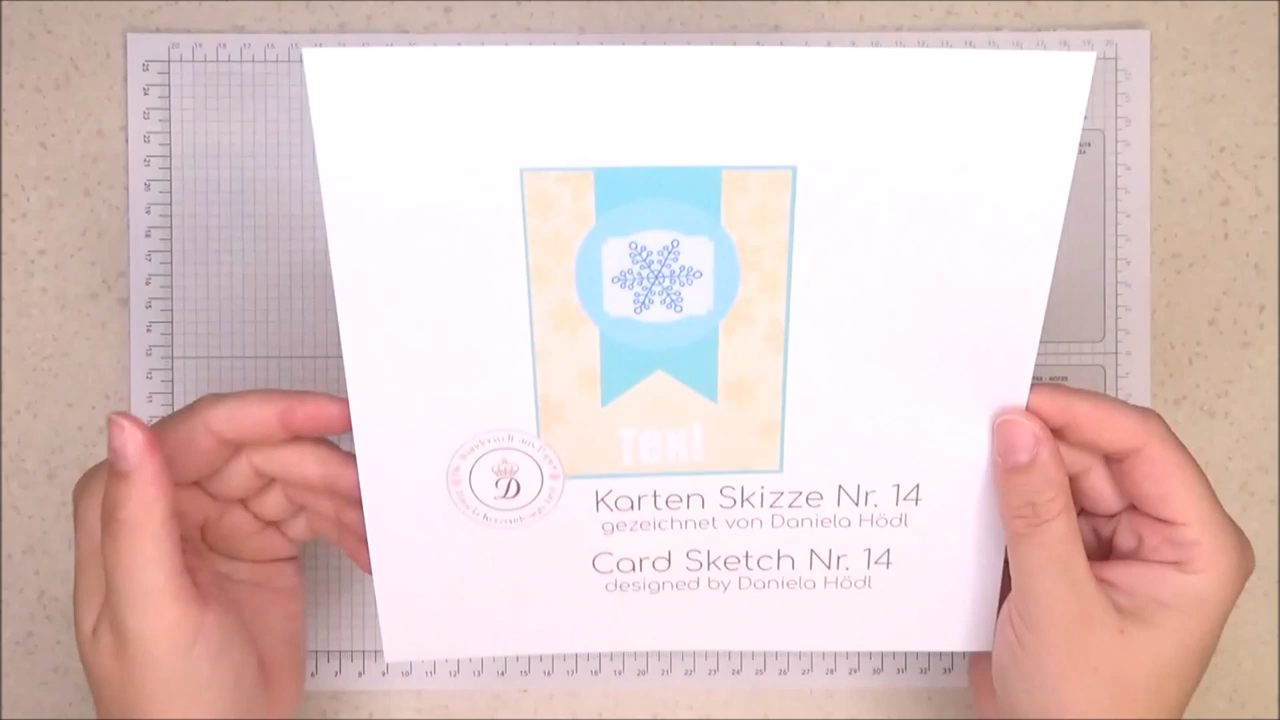 Text
D
Karten Skizze Nr. 14
gezeichnet von Daniela Hödl
Card Sketch Nr. 14
designed by Daniela Hödl